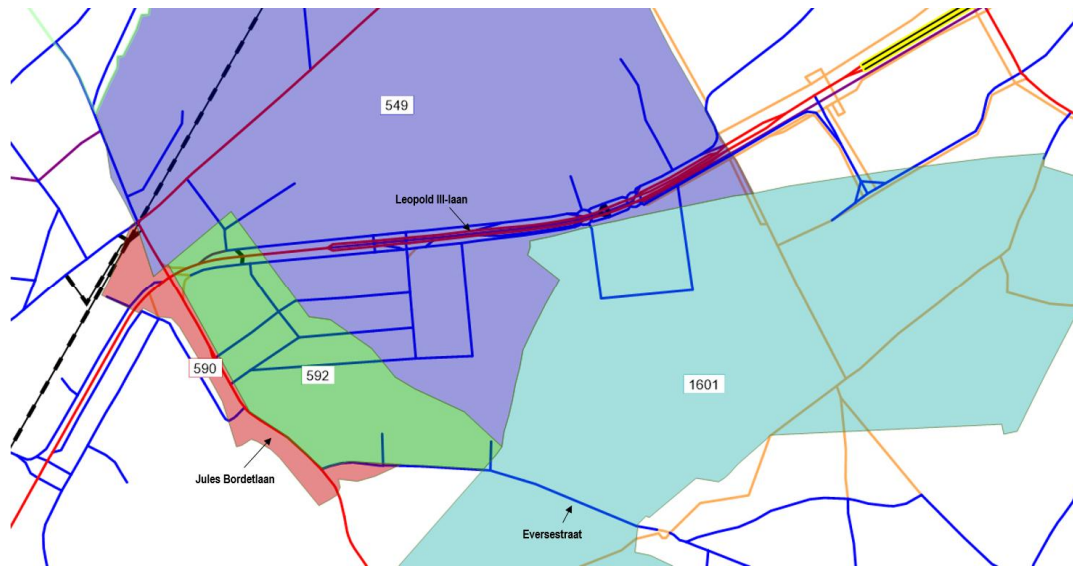 549
Leopold III-laan
590
592
1601
Jules Bordetlaan
Eversestraat